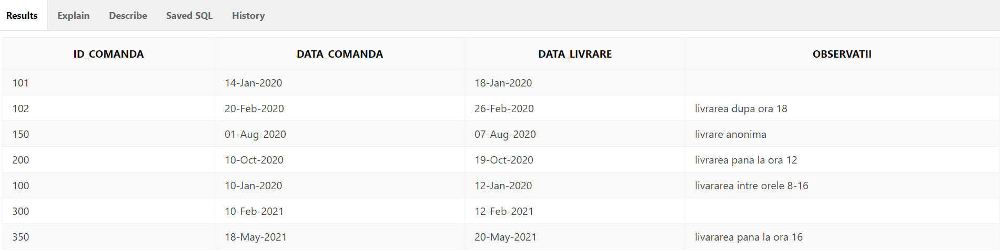 Results Explain Describe Saved SQL History
ID_COMANDA DATA_COMANDA DATA_LIVRARE OBSERVATII
101 14-Jan-2020 18-Jan-2020
102 20-Feb-2020 26-Feb-2020 livrarea dupa ora 18
150 01-Aug-2020 07-Aug-2020 livrare anonima
200 10-Oct-2020 19-Oct-2020 livrarea pana la ora 12
100 10-Jan-2020 12-Jan-2020 livararea intre orele 8-16
300 10-Feb-2021 12-Feb-2021
350 18-May-2021 20-May-2021 livararea pana la ora 16